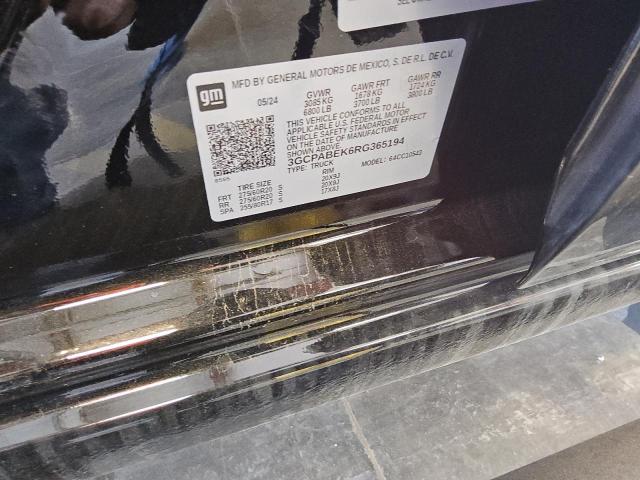 gm
MFD BY GENERAL MOTORS DE MEXICO, S. DE R.L. DE C.V.
05/24 GVWR GAWR FRT GAWR RR
3085 KG 1678 KG 1724 KG
6800 LB 3700 LB 3800 LB
THIS VEHICLE CONFORMS TO ALL
APPLICABLE U.S. FEDERAL MOTOR
VEHICLE SAFETY STANDARDS IN EFFECT
ON THE DATE OF MANUFACTURE
SHOWN ABOVE.
3GCPABEK6RG365194
TYPE: TRUCK MODEL: 64CC10543
TIRE SIZE RIM
FRT 275/60R20 S 20X9J
RR 275/60R20 S 20X9J
SPA 255/80R17 S 17X8J